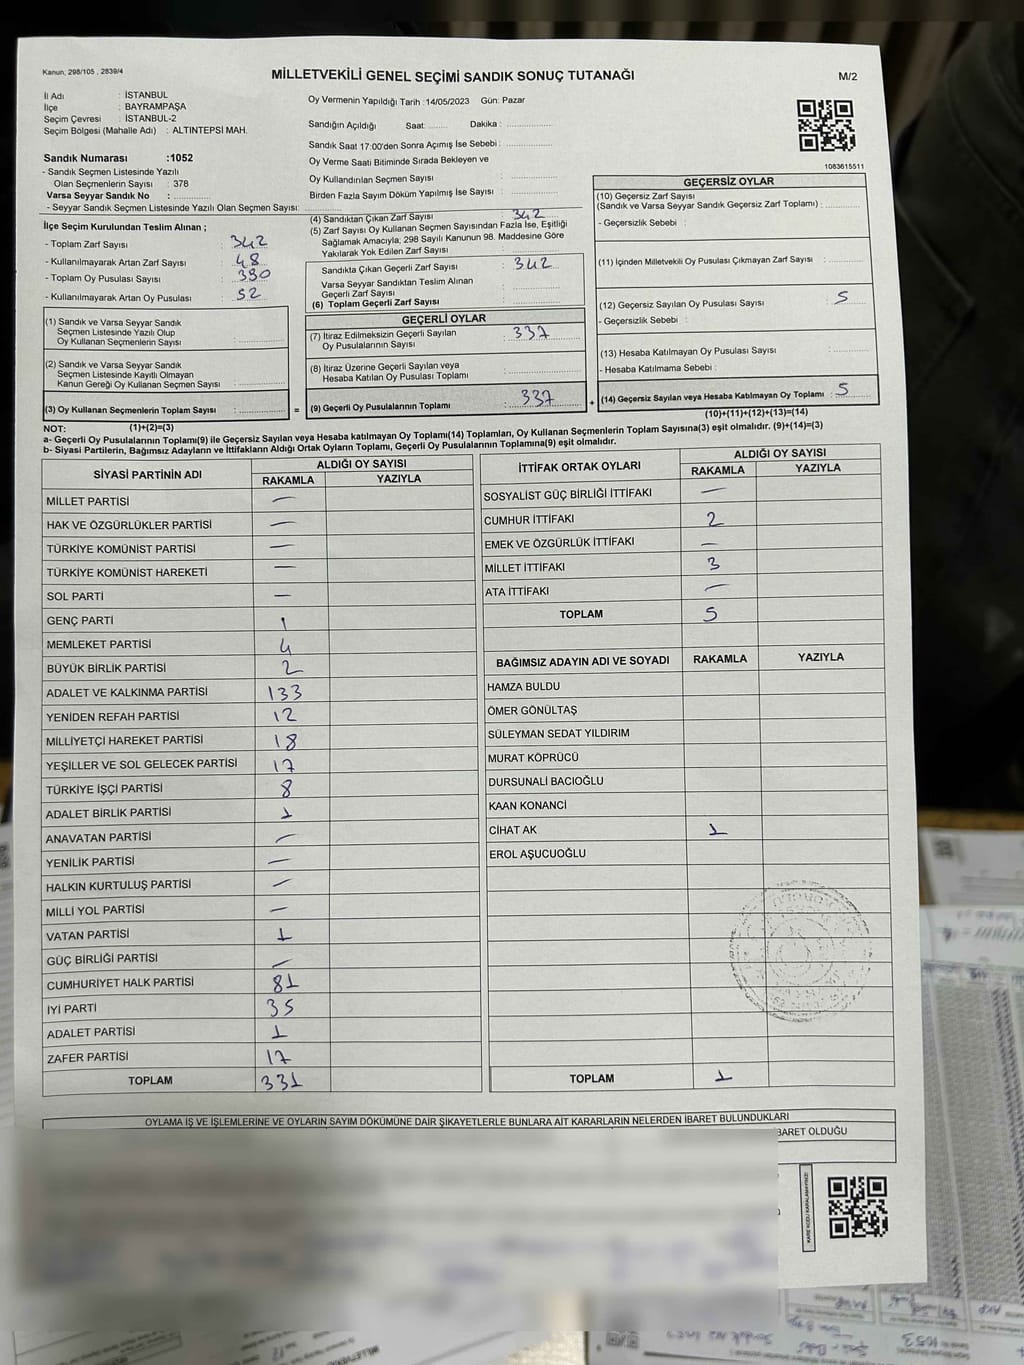 Kanun; 298/105 , 2839/4
MİLLETVEKİLİ GENEL SEÇİMİ SANDIK SONUÇ TUTANAĞI
M/2
İl Adı : İSTANBUL
İlçe : BAYRAMPAŞA
Seçim Çevresi : İSTANBUL-2
Seçim Bölgesi (Mahalle Adı) : ALTINTEPSİ MAH.
Sandık Numarası :1052
- Sandık Seçmen Listesinde Yazılı
Olan Seçmenlerin Sayısı : 378
Varsa Seyyar Sandık No :
- Seyyar Sandık Seçmen Listesinde Yazılı Olan Seçmen Sayısı:
Oy Vermenin Yapıldığı Tarih : 14/05/2023 Gün: Pazar
Sandığın Açıldığı Saat: Dakika :
Sandık Saat 17:00'den Sonra Açımış İse Sebebi :
Oy Verme Saati Bitiminde Sırada Bekleyen ve
Oy Kullandırılan Seçmen Sayısı :
Birden Fazla Sayım Döküm Yapılmış İse Sayısı :
1083615511
İlçe Seçim Kurulundan Teslim Alınan ;
- Toplam Zarf Sayısı : 342
- Kullanılmayarak Artan Zarf Sayısı : 48
- Toplam Oy Pusulası Sayısı : 330
- Kullanılmayarak Artan Oy Pusulası : 52
(1) Sandık ve Varsa Seyyar Sandık
Seçmen Listesinde Yazılı Olup
Oy Kullanan Seçmenlerin Sayısı :
(2) Sandık ve Varsa Seyyar Sandık
Seçmen Listesinde Kayıtlı Olmayan
Kanun Gereği Oy Kullanan Seçmen Sayısı :
(3) Oy Kullanan Seçmenlerin Toplam Sayısı :
(4) Sandıktan Çıkan Zarf Sayısı : 342
(5) Zarf Sayısı Oy Kullanan Seçmen Sayısından Fazla İse, Eşitliği
Sağlamak Amacıyla; 298 Sayılı Kanunun 98. Maddesine Göre
Yakılarak Yok Edilen Zarf Sayısı :
Sandıkta Çıkan Geçerli Zarf Sayısı : 342
Varsa Seyyar Sandıktan Teslim Alınan
Geçerli Zarf Sayısı :
(6) Toplam Geçerli Zarf Sayısı :
GEÇERLİ OYLAR
(7) İtiraz Edilmeksizin Geçerli Sayılan
Oy Pusulalarının Sayısı : 337
(8) İtiraz Üzerine Geçerli Sayılan veya
Hesaba Katılan Oy Pusulası Toplamı :
= (9) Geçerli Oy Pusulalarının Toplamı : 337
GEÇERSİZ OYLAR
(10) Geçersiz Zarf Sayısı
(Sandık ve Varsa Seyyar Sandık Geçersiz Zarf Toplamı) :
- Geçersizlik Sebebi :
(11) İçinden Milletvekili Oy Pusulası Çıkmayan Zarf Sayısı :
(12) Geçersiz Sayılan Oy Pusulası Sayısı : 5
- Geçersizlik Sebebi :
(13) Hesaba Katılmayan Oy Pusulası Sayısı :
- Hesaba Katılmama Sebebi :
+ (14) Geçersiz Sayılan veya Hesaba Katılmayan Oy Toplamı : 5
NOT: (1)+(2)=(3)
(10)+(11)+(12)+(13)=(14)
a- Geçerli Oy Pusulalarının Toplamı(9) ile Geçersiz Sayılan veya Hesaba katılmayan Oy Toplamı(14) Toplamları, Oy Kullanan Seçmenlerin Toplam Sayısına(3) eşit olmalıdır. (9)+(14)=(3)
b- Siyasi Partilerin, Bağımsız Adayların ve İttifakların Aldığı Ortak Oyların Toplamı, Geçerli Oy Pusulalarının Toplamına(9) eşit olmalıdır.
SİYASİ PARTİNİN ADI
ALDIĞI OY SAYISI
RAKAMLA YAZIYLA
MİLLET PARTİSİ —
HAK VE ÖZGÜRLÜKLER PARTİSİ —
TÜRKİYE KOMÜNİST PARTİSİ —
TÜRKİYE KOMÜNİST HAREKETİ —
SOL PARTİ —
GENÇ PARTİ 1
MEMLEKET PARTİSİ 4
BÜYÜK BİRLİK PARTİSİ 2
ADALET VE KALKINMA PARTİSİ 133
YENİDEN REFAH PARTİSİ 12
MİLLİYETÇİ HAREKET PARTİSİ 18
YEŞİLLER VE SOL GELECEK PARTİSİ 17
TÜRKİYE İŞÇİ PARTİSİ 8
ADALET BİRLİK PARTİSİ 1
ANAVATAN PARTİSİ —
YENİLİK PARTİSİ —
HALKIN KURTULUŞ PARTİSİ —
MİLLİ YOL PARTİSİ —
VATAN PARTİSİ 1
GÜÇ BİRLİĞİ PARTİSİ —
CUMHURİYET HALK PARTİSİ 81
İYİ PARTİ 35
ADALET PARTİSİ 1
ZAFER PARTİSİ 17
TOPLAM 331
İTTİFAK ORTAK OYLARI
ALDIĞI OY SAYISI
RAKAMLA YAZIYLA
SOSYALİST GÜÇ BİRLİĞİ İTTİFAKI —
CUMHUR İTTİFAKI 2
EMEK VE ÖZGÜRLÜK İTTİFAKI —
MİLLET İTTİFAKI 3
ATA İTTİFAKI —
TOPLAM 5
BAĞIMSIZ ADAYIN ADI VE SOYADI RAKAMLA YAZIYLA
HAMZA BULDU
ÖMER GÖNÜLTAŞ
SÜLEYMAN SEDAT YILDIRIM
MURAT KÖPRÜCÜ
DURSUNALİ BACIOĞLU
KAAN KONANCİ
CİHAT AK 1
EROL AŞUCUOĞLU
TOPLAM 1
OYLAMA İŞ VE İŞLEMLERİNE VE OYLARIN SAYIM DÖKÜMÜNE DAİR ŞİKAYETLERLE BUNLARA AİT KARARLARIN NELERDEN İBARET BULUNDUKLARI
BARET OLDUĞU
KARE KODU KARALAMAYINIZ!